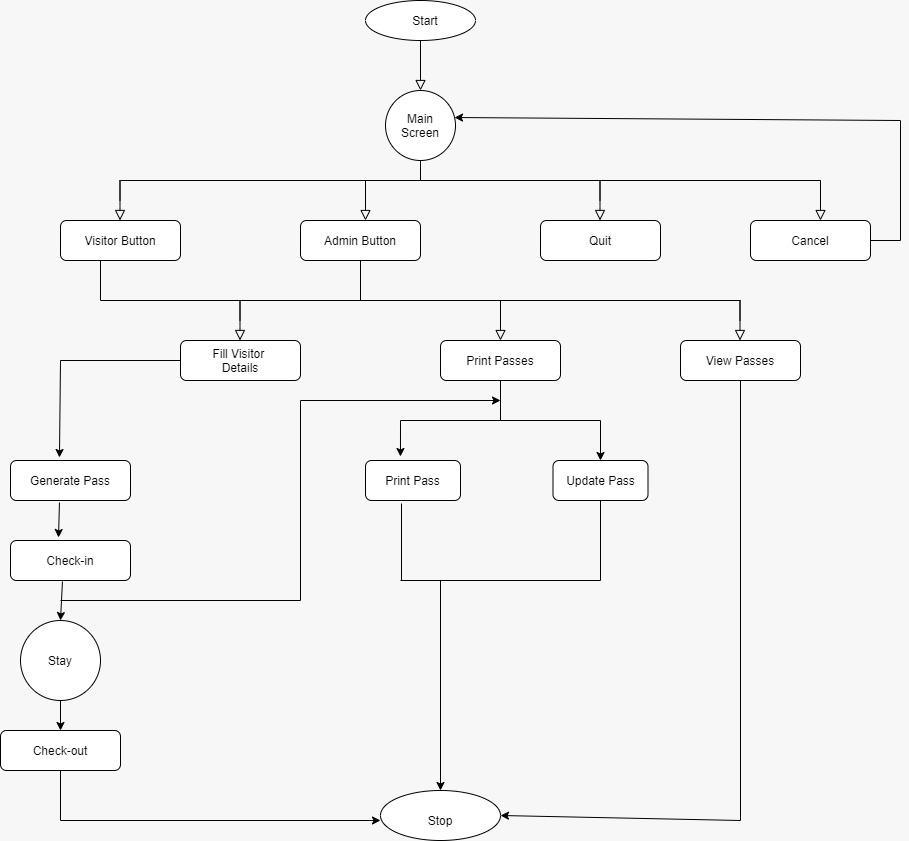 Start
Main
Screen
Visitor Button
Admin Button
Quit
Cancel
Fill Visitor
Details
Print Passes
View Passes
Generate Pass
Print Pass
Update Pass
Check-in
Stay
Check-out
Stop